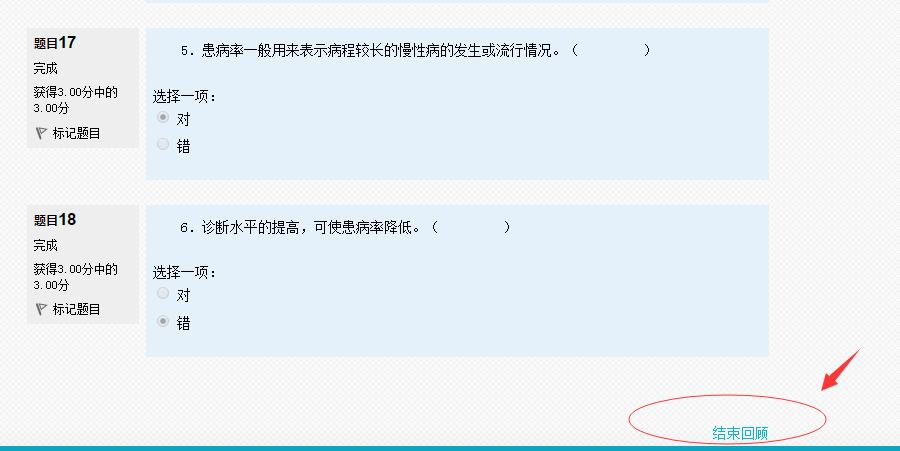 题目17
完成
获得3.00分中的
3.00分
标记题目
5. 患病率一般用来表示病程较长的慢性病的发生或流行情况。（ ）
选择一项：
对
错
题目18
完成
获得3.00分中的
3.00分
标记题目
6. 诊断水平的提高，可使患病率降低。（ ）
选择一项：
对
错
结束回顾